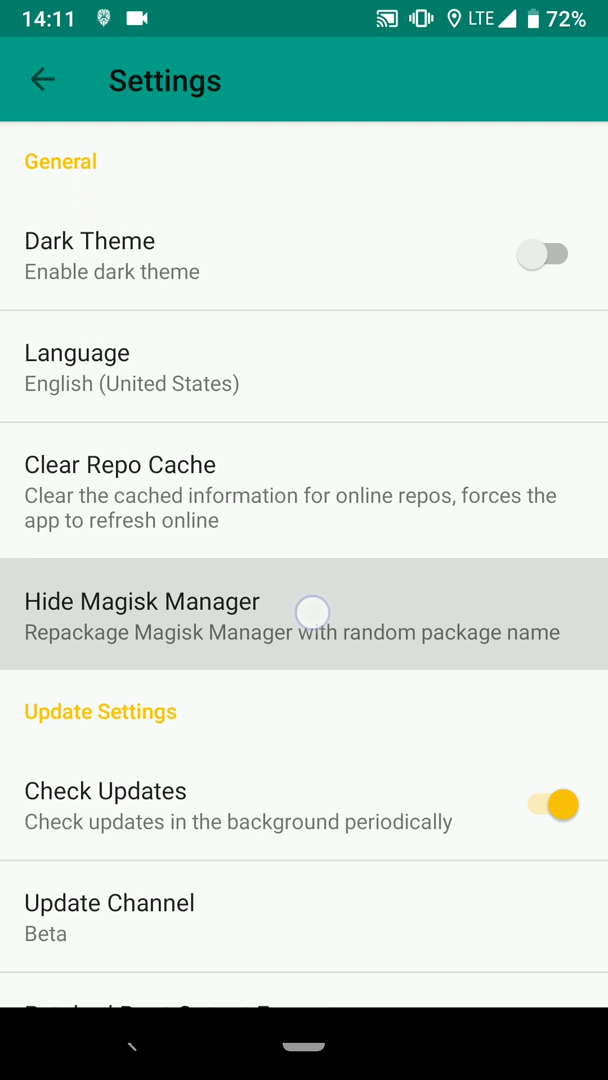 14:11 LTE 72%
Settings
General
Dark Theme
Enable dark theme
Language
English (United States)
Clear Repo Cache
Clear the cached information for online repos, forces the
app to refresh online
Hide Magisk Manager
Repackage Magisk Manager with random package name
Update Settings
Check Updates
Check updates in the background periodically
Update Channel
Beta